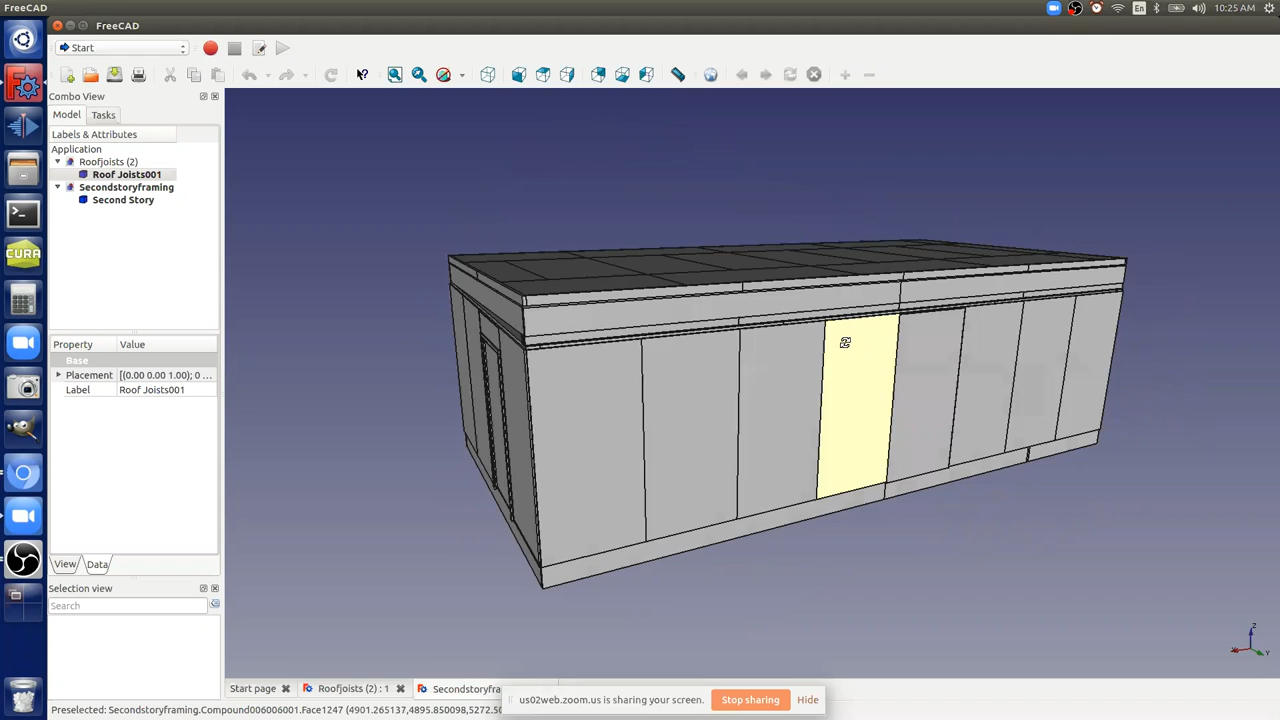 FreeCAD
En
10:25 AM
FreeCAD
Start
Combo View
Model
Tasks
Labels & Attributes
Application
Roofjoists (2)
Roof Joists001
Secondstoryframing
Second Story
CURA
Property
Value
Base
Placement
[(0.00 0.00 1.00); 0 ...
Label
Roof Joists001
View
Data
Selection view
Search
Z
Y
Start page
Roofjoists (2) : 1
Secondstoryfra
us02web.zoom.us is sharing your screen.
Stop sharing
Hide
Preselected: Secondstoryframing.Compound006006001.Face1247 (4901.265137,4895.850098,5272.50